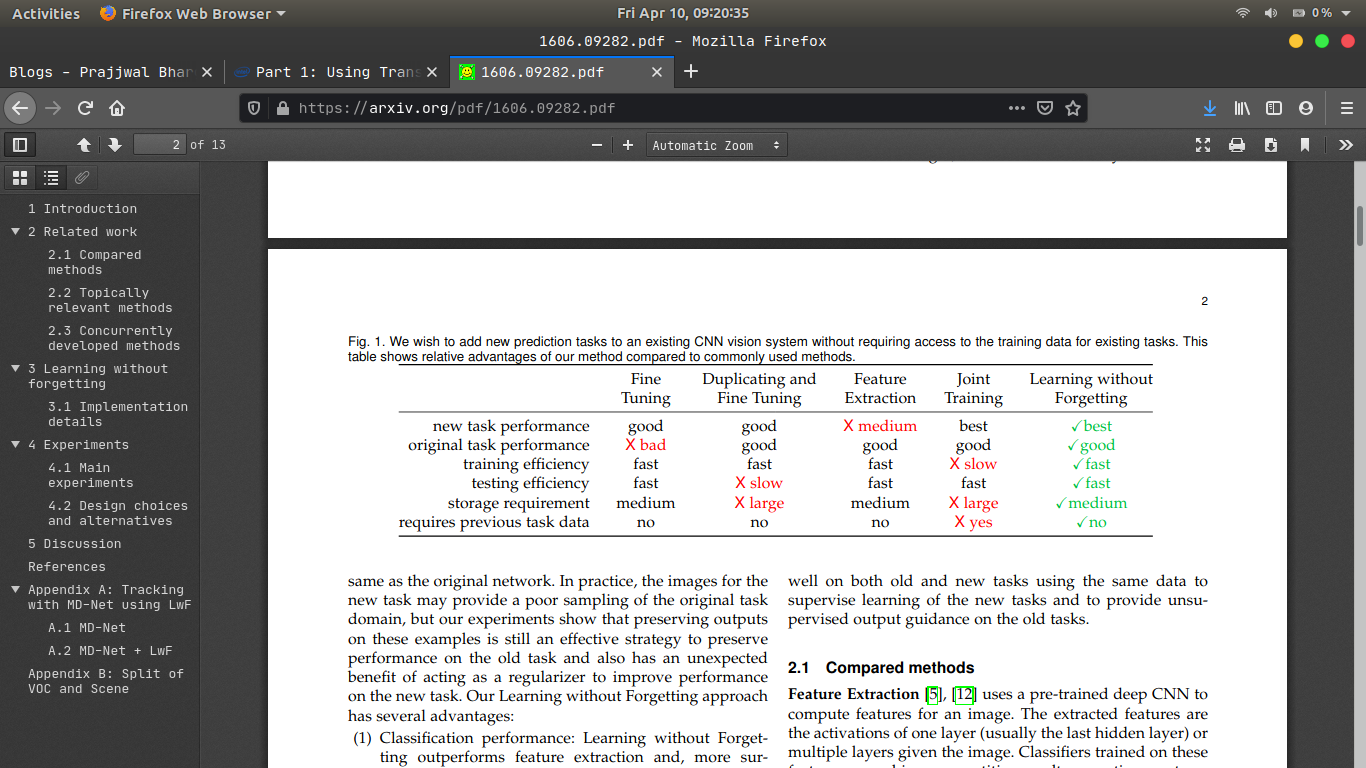 Activities Firefox Web Browser Fri Apr 10, 09:20:35 0 %
1606.09282.pdf - Mozilla Firefox
Blogs - Prajjwal Bhar Part 1: Using Trans 1606.09282.pdf
https://arxiv.org/pdf/1606.09282.pdf
2 of 13 Automatic Zoom
1 Introduction
2 Related work
2.1 Compared
methods
2.2 Topically
relevant methods
2.3 Concurrently
developed methods
3 Learning without
forgetting
3.1 Implementation
details
4 Experiments
4.1 Main
experiments
4.2 Design choices
and alternatives
5 Discussion
References
Appendix A: Tracking
with MD-Net using LwF
A.1 MD-Net
A.2 MD-Net + LwF
Appendix B: Split of
VOC and Scene
2
Fig. 1. We wish to add new prediction tasks to an existing CNN vision system without requiring access to the training data for existing tasks. This
table shows relative advantages of our method compared to commonly used methods.
Fine Duplicating and Feature Joint Learning without
Tuning Fine Tuning Extraction Training Forgetting
new task performance good good X medium best ✓best
original task performance X bad good good good ✓good
training efficiency fast fast fast X slow ✓fast
testing efficiency fast X slow fast fast ✓fast
storage requirement medium X large medium X large ✓medium
requires previous task data no no no X yes ✓no
same as the original network. In practice, the images for the
new task may provide a poor sampling of the original task
domain, but our experiments show that preserving outputs
on these examples is still an effective strategy to preserve
performance on the old task and also has an unexpected
benefit of acting as a regularizer to improve performance
on the new task. Our Learning without Forgetting approach
has several advantages:
(1) Classification performance: Learning without Forget-
ting outperforms feature extraction and, more sur-
well on both old and new tasks using the same data to
supervise learning of the new tasks and to provide unsu-
pervised output guidance on the old tasks.
2.1 Compared methods
Feature Extraction [5], [12] uses a pre-trained deep CNN to
compute features for an image. The extracted features are
the activations of one layer (usually the last hidden layer) or
multiple layers given the image. Classifiers trained on these